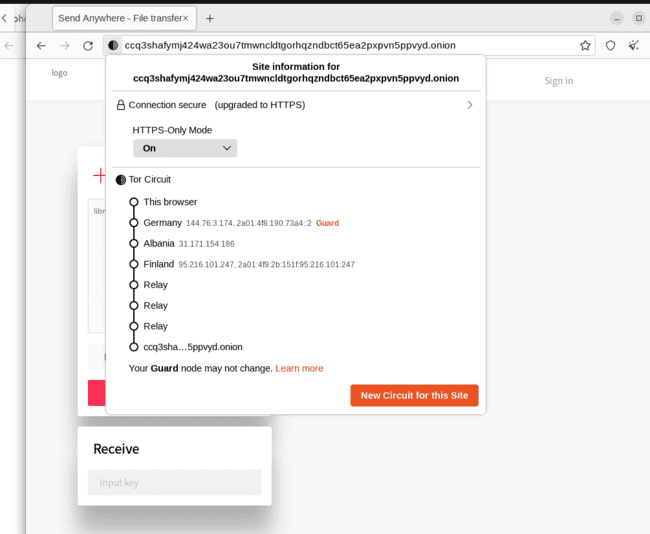 Send Anywhere - File transfer
ccq3shafymj424wa23ou7tmwncldtgorhqzndbct65ea2pxpvn5ppvyd.onion
logo
Sign in
Site information for
ccq3shafymj424wa23ou7tmwncldtgorhqzndbct65ea2pxpvn5ppvyd.onion
Connection secure (upgraded to HTTPS)
HTTPS-Only Mode
On
Tor Circuit
This browser
Germany 144.76.3.174, 2a01:4f8:190:73a4::2 Guard
Albania 31.171.154.186
Finland 95.216.101.247, 2a01:4f9:2b:151f:95:216:101:247
Relay
Relay
Relay
ccq3sha…5ppvyd.onion
Your Guard node may not change. Learn more
New Circuit for this Site
Receive
Input key